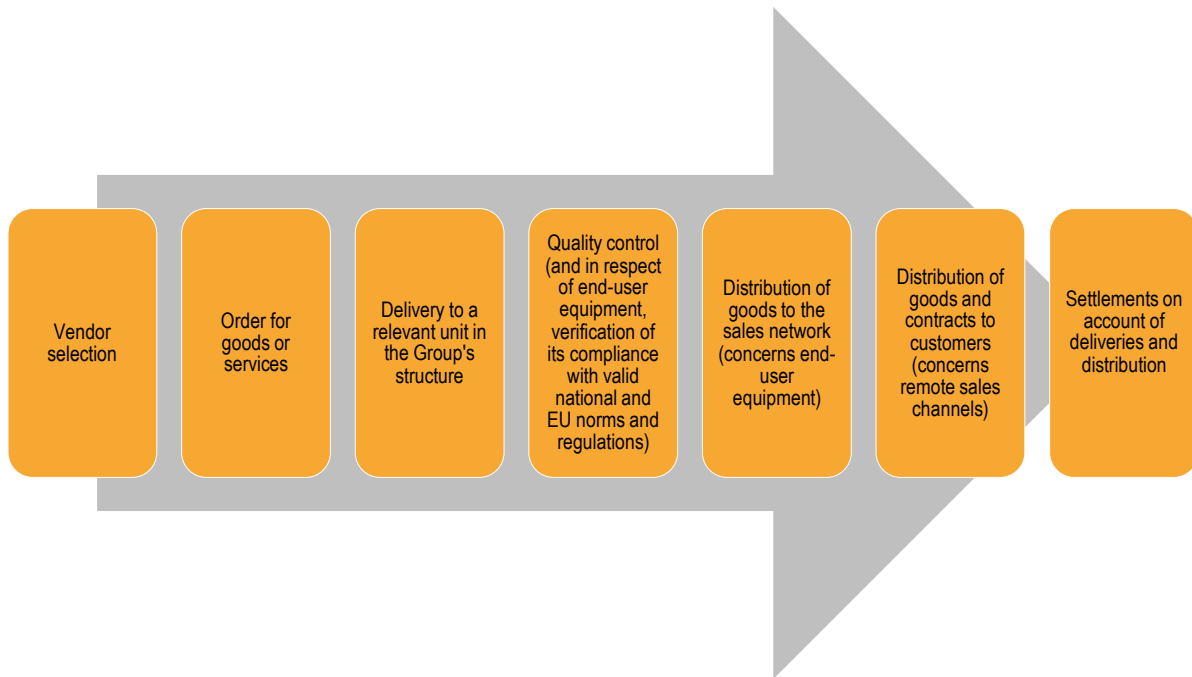 Vendor
selection
Order for
goods or
services
Delivery to a
relevant unit in
the Group's
structure
Quality control
(and in respect
of end-user
equipment,
verification of
its compliance
with valid
national and
EU norms and
regulations)
Distribution of
goods to the
sales network
(concerns end-
user
equipment)
Distribution of
goods and
contracts to
customers
(concerns
remote sales
channels)
Settlements on
account of
deliveries and
distribution